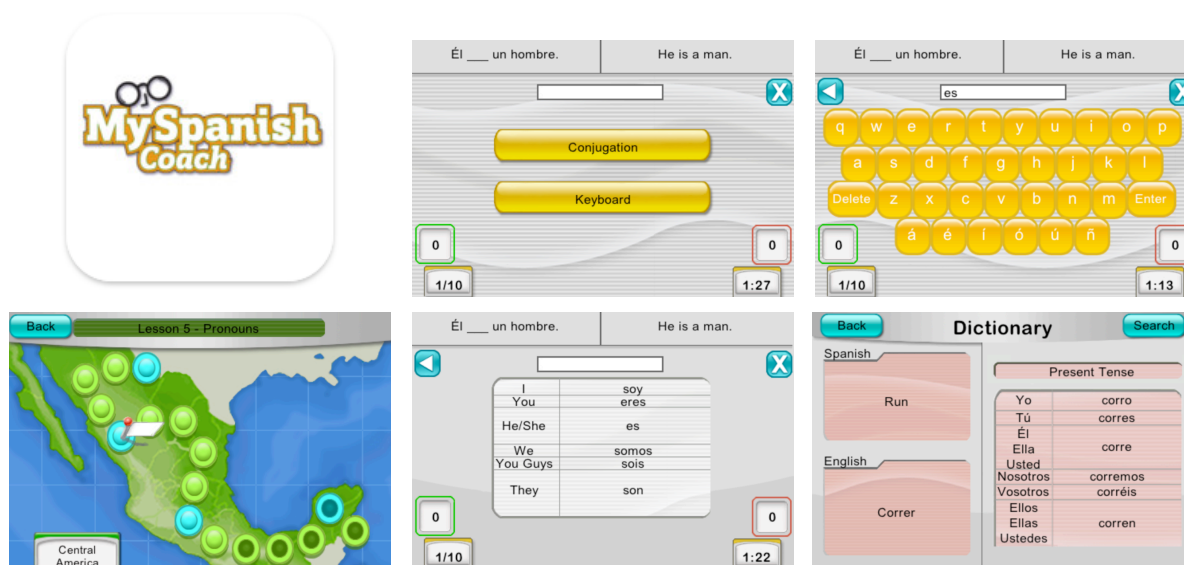 My Spanish
Coach
Él ___ un hombre.
He is a man.
X
Conjugation
Keyboard
0
0
1/10
1:27
Él ___ un hombre.
He is a man.
es
X
q w e r t y u i o p
a s d f g h j k l
Delete z x c v b n m Enter
á é í ó ú ñ
0
0
1/10
1:13
Back
Lesson 5 - Pronouns
Central
America
Él ___ un hombre.
He is a man.
X
I soy
You eres
He/She es
We somos
You Guys sois
They son
0
0
1/10
1:22
Back
Dictionary
Search
Spanish
Run
English
Correr
Present Tense
Yo corro
Tú corres
Él
Ella corre
Usted
Nosotros corremos
Vosotros corréis
Ellos
Ellas corren
Ustedes